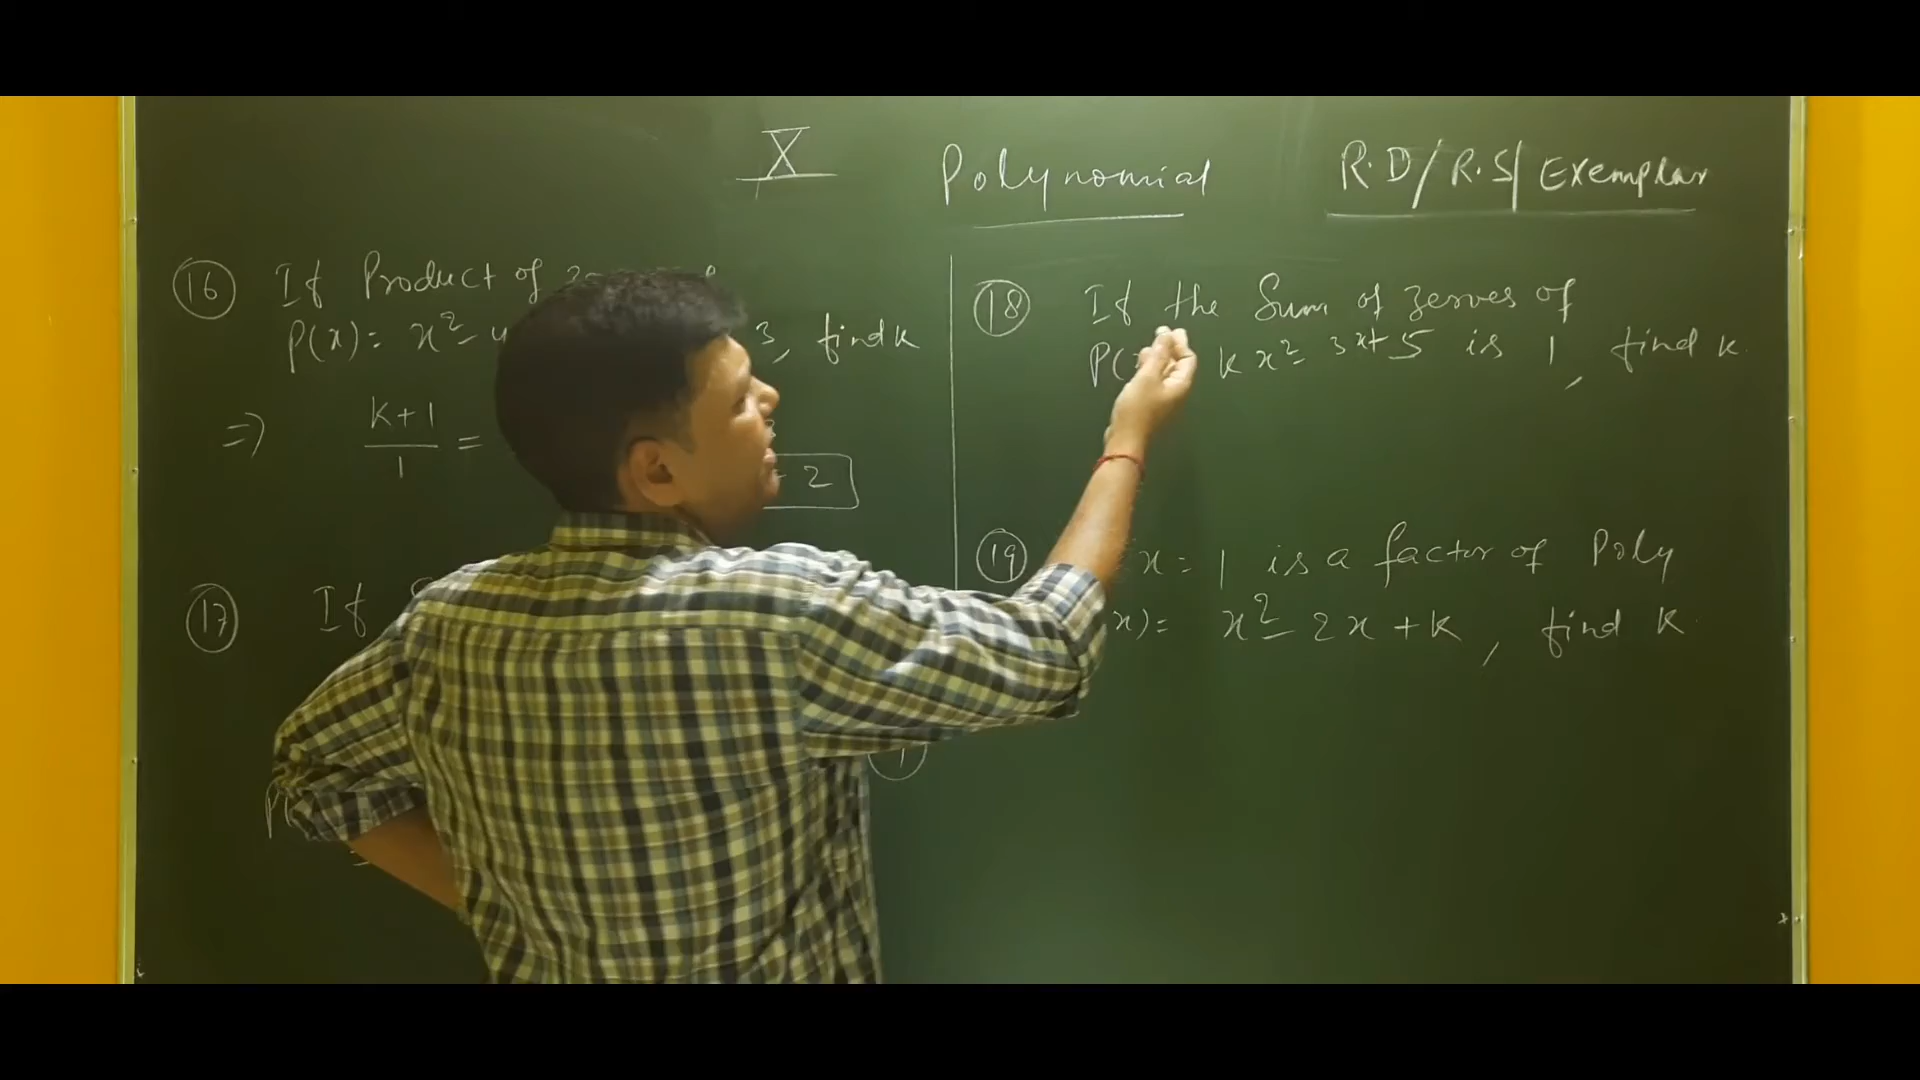 X Polynomial R.D/R.S/Exemplar
16 If Product of
P(x) = x² - 3, find k
=> k+1/1 =
2
17 If
18 If the Sum of zeroes of
P( kx² - 3x + 5 is 1, find k.
19 x = 1 is a factor of Poly
x) = x² - 2x + k, find k.